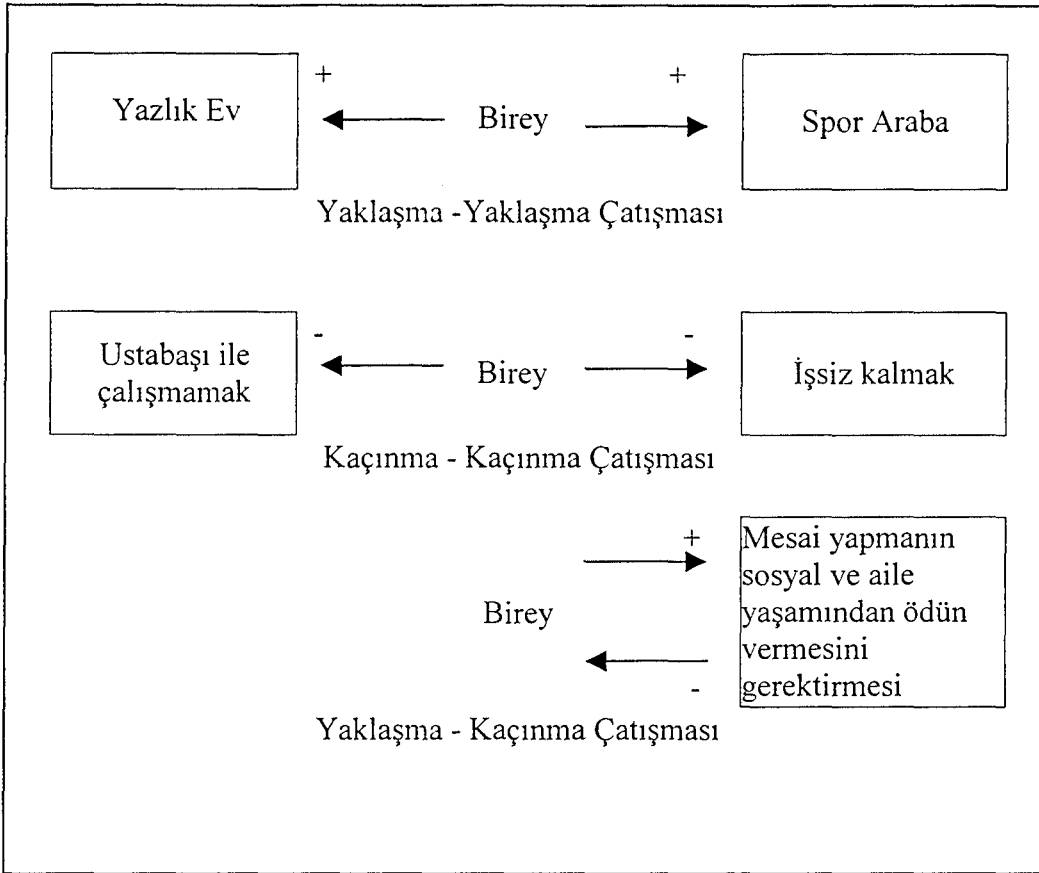 + +
Yazlık Ev Birey Spor Araba
Yaklaşma -Yaklaşma Çatışması
- -
Ustabaşı ile
çalışmamak
Birey İşsiz kalmak
Kaçınma - Kaçınma Çatışması
+
Birey
-
Mesai yapmanın
sosyal ve aile
yaşamından ödün
vermesini
gerektirmesi
Yaklaşma - Kaçınma Çatışması